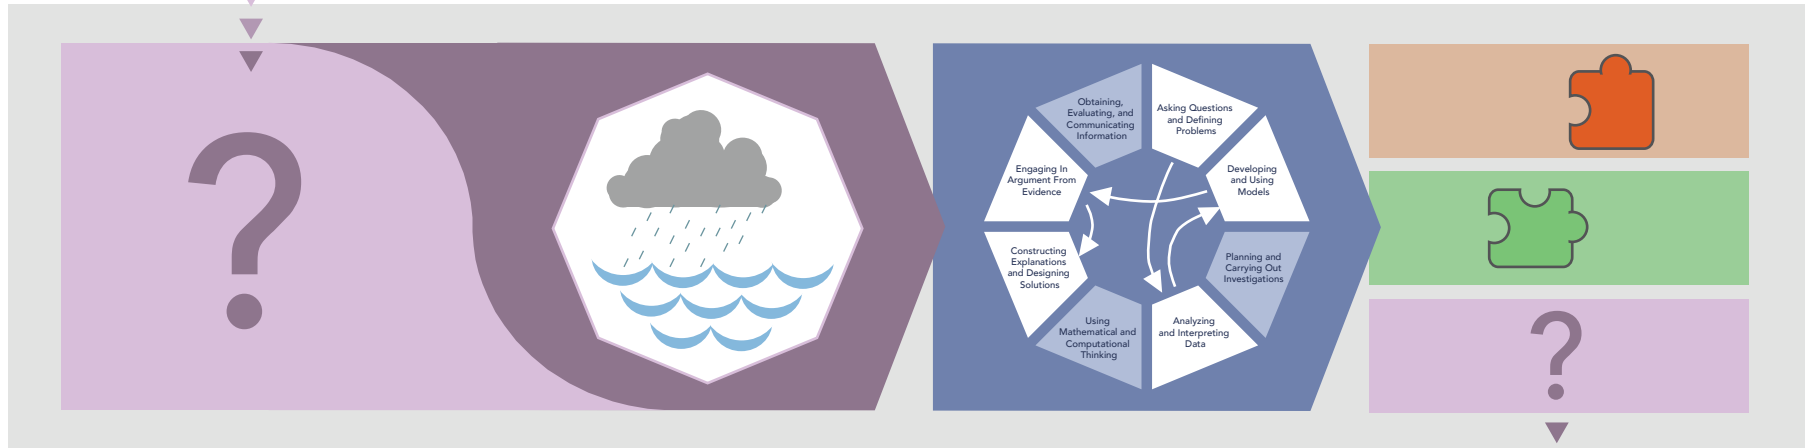 ?
Obtaining,
Evaluating, and
Communicating
Information
Asking Questions
and Defining
Problems
Engaging In
Argument From
Evidence
Developing
and Using
Models
Constructing
Explanations
and Designing
Solutions
Planning and
Carrying Out
Investigations
Using
Mathematical and
Computational
Thinking
Analyzing
and Interpreting
Data
?